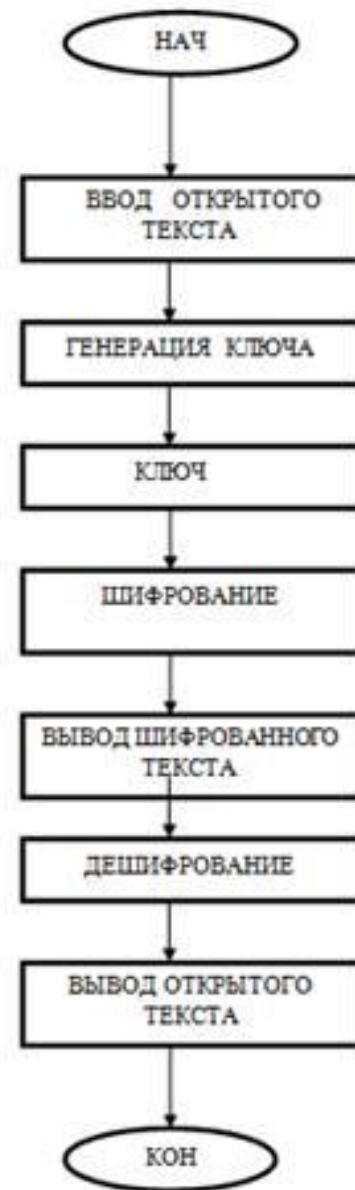 НАЧ
ВВОД ОТКРЫТОГО
ТЕКСТА
ГЕНЕРАЦИЯ КЛЮЧА
КЛЮЧ
ШИФРОВАНИЕ
ВЫВОД ШИФРОВАННОГО
ТЕКСТА
ДЕШИФРОВАНИЕ
ВЫВОД ОТКРЫТОГО
ТЕКСТА
КОН